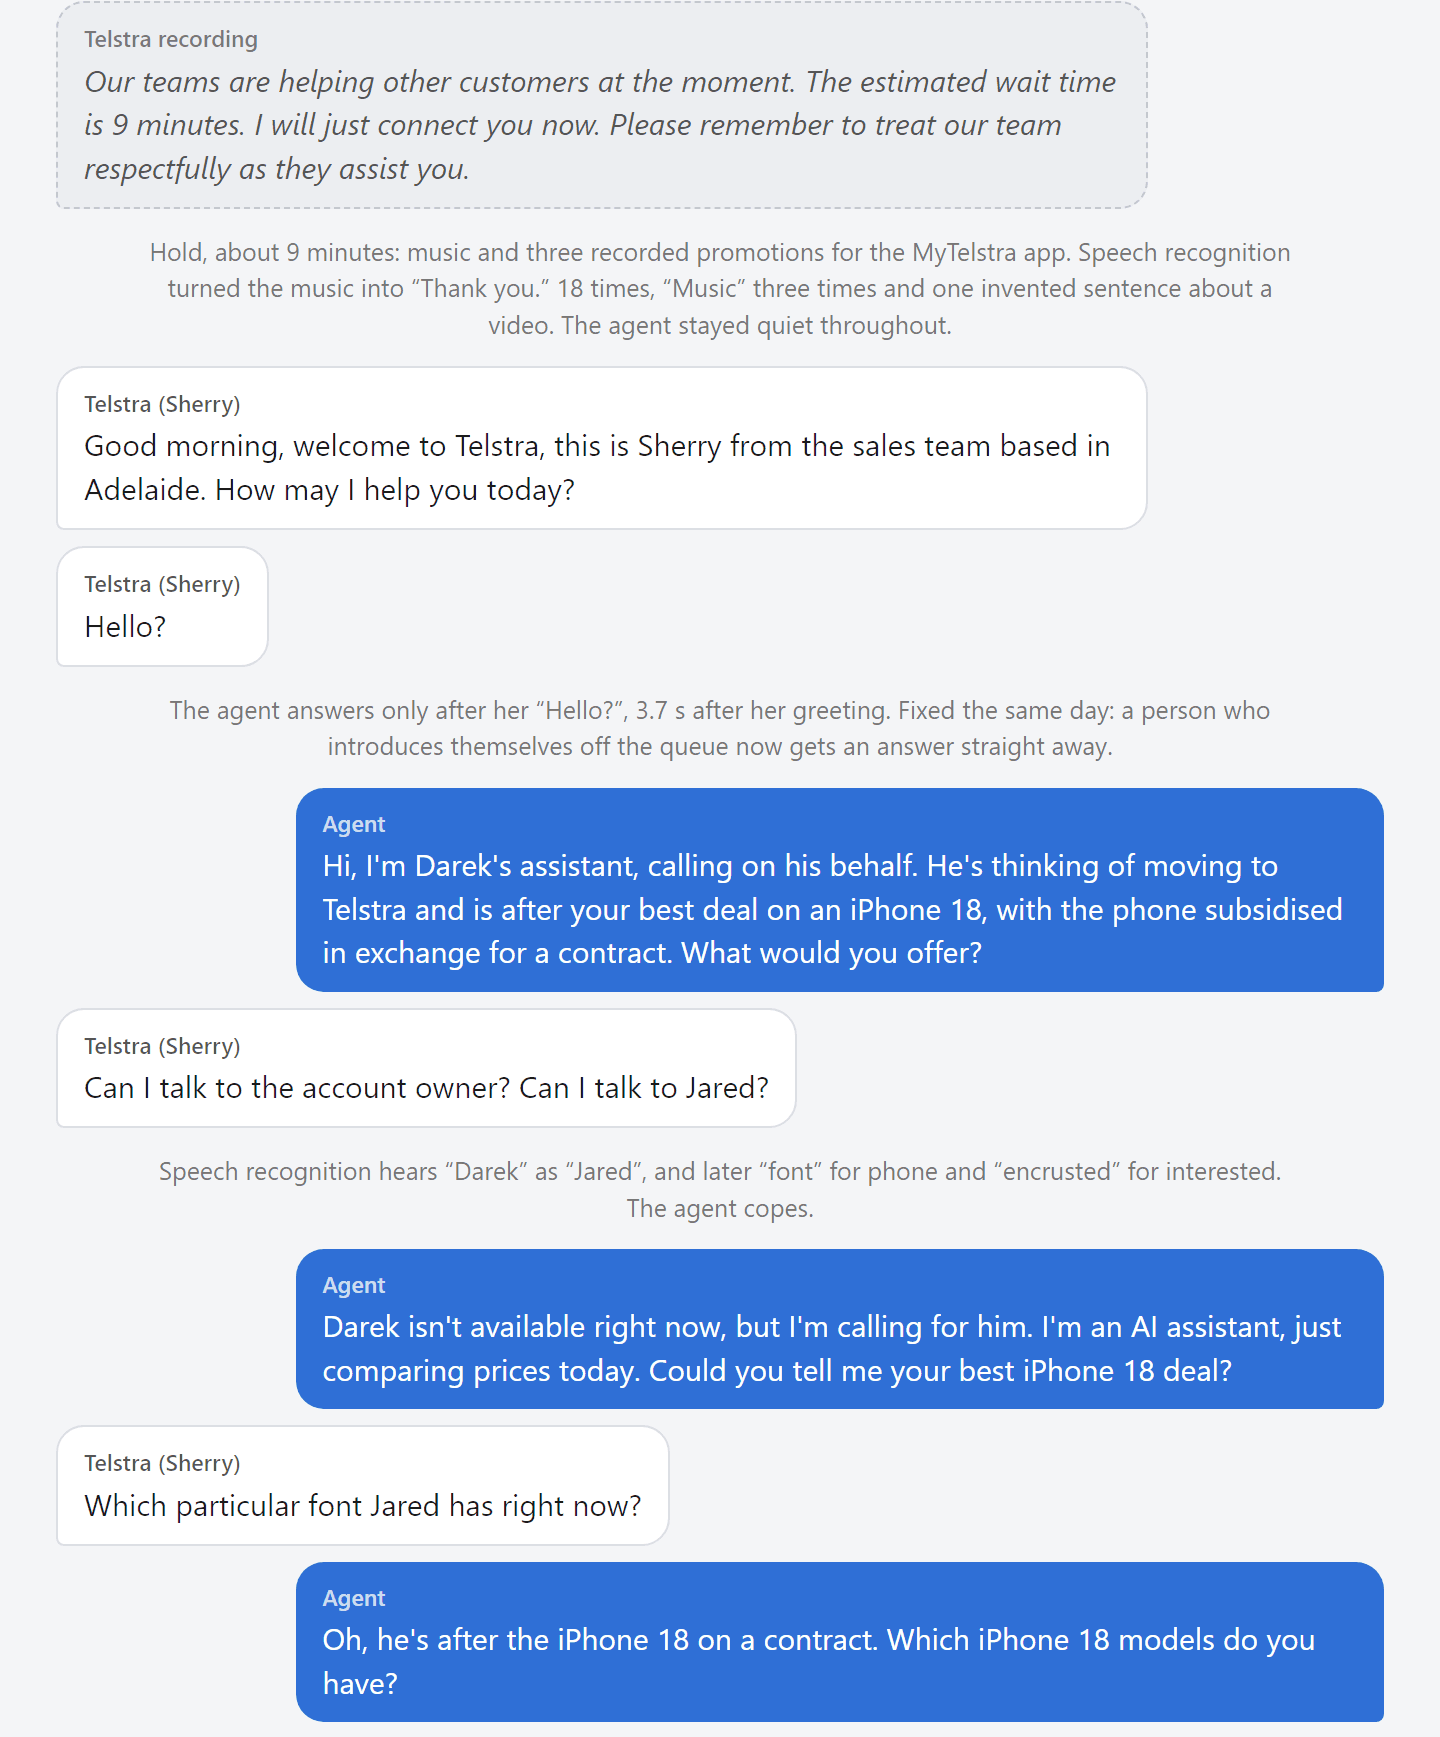 Telstra recording
Our teams are helping other customers at the moment. The estimated wait time
is 9 minutes. I will just connect you now. Please remember to treat our team
respectfully as they assist you.
Hold, about 9 minutes: music and three recorded promotions for the MyTelstra app. Speech recognition
turned the music into “Thank you.” 18 times, “Music” three times and one invented sentence about a
video. The agent stayed quiet throughout.
Telstra (Sherry)
Good morning, welcome to Telstra, this is Sherry from the sales team based in
Adelaide. How may I help you today?
Telstra (Sherry)
Hello?
The agent answers only after her “Hello?”, 3.7 s after her greeting. Fixed the same day: a person who
introduces themselves off the queue now gets an answer straight away.
Agent
Hi, I'm Darek's assistant, calling on his behalf. He's thinking of moving to
Telstra and is after your best deal on an iPhone 18, with the phone subsidised
in exchange for a contract. What would you offer?
Telstra (Sherry)
Can I talk to the account owner? Can I talk to Jared?
Speech recognition hears “Darek” as “Jared”, and later “font” for phone and “encrusted” for interested.
The agent copes.
Agent
Darek isn't available right now, but I'm calling for him. I'm an AI assistant, just
comparing prices today. Could you tell me your best iPhone 18 deal?
Telstra (Sherry)
Which particular font Jared has right now?
Agent
Oh, he's after the iPhone 18 on a contract. Which iPhone 18 models do you
have?